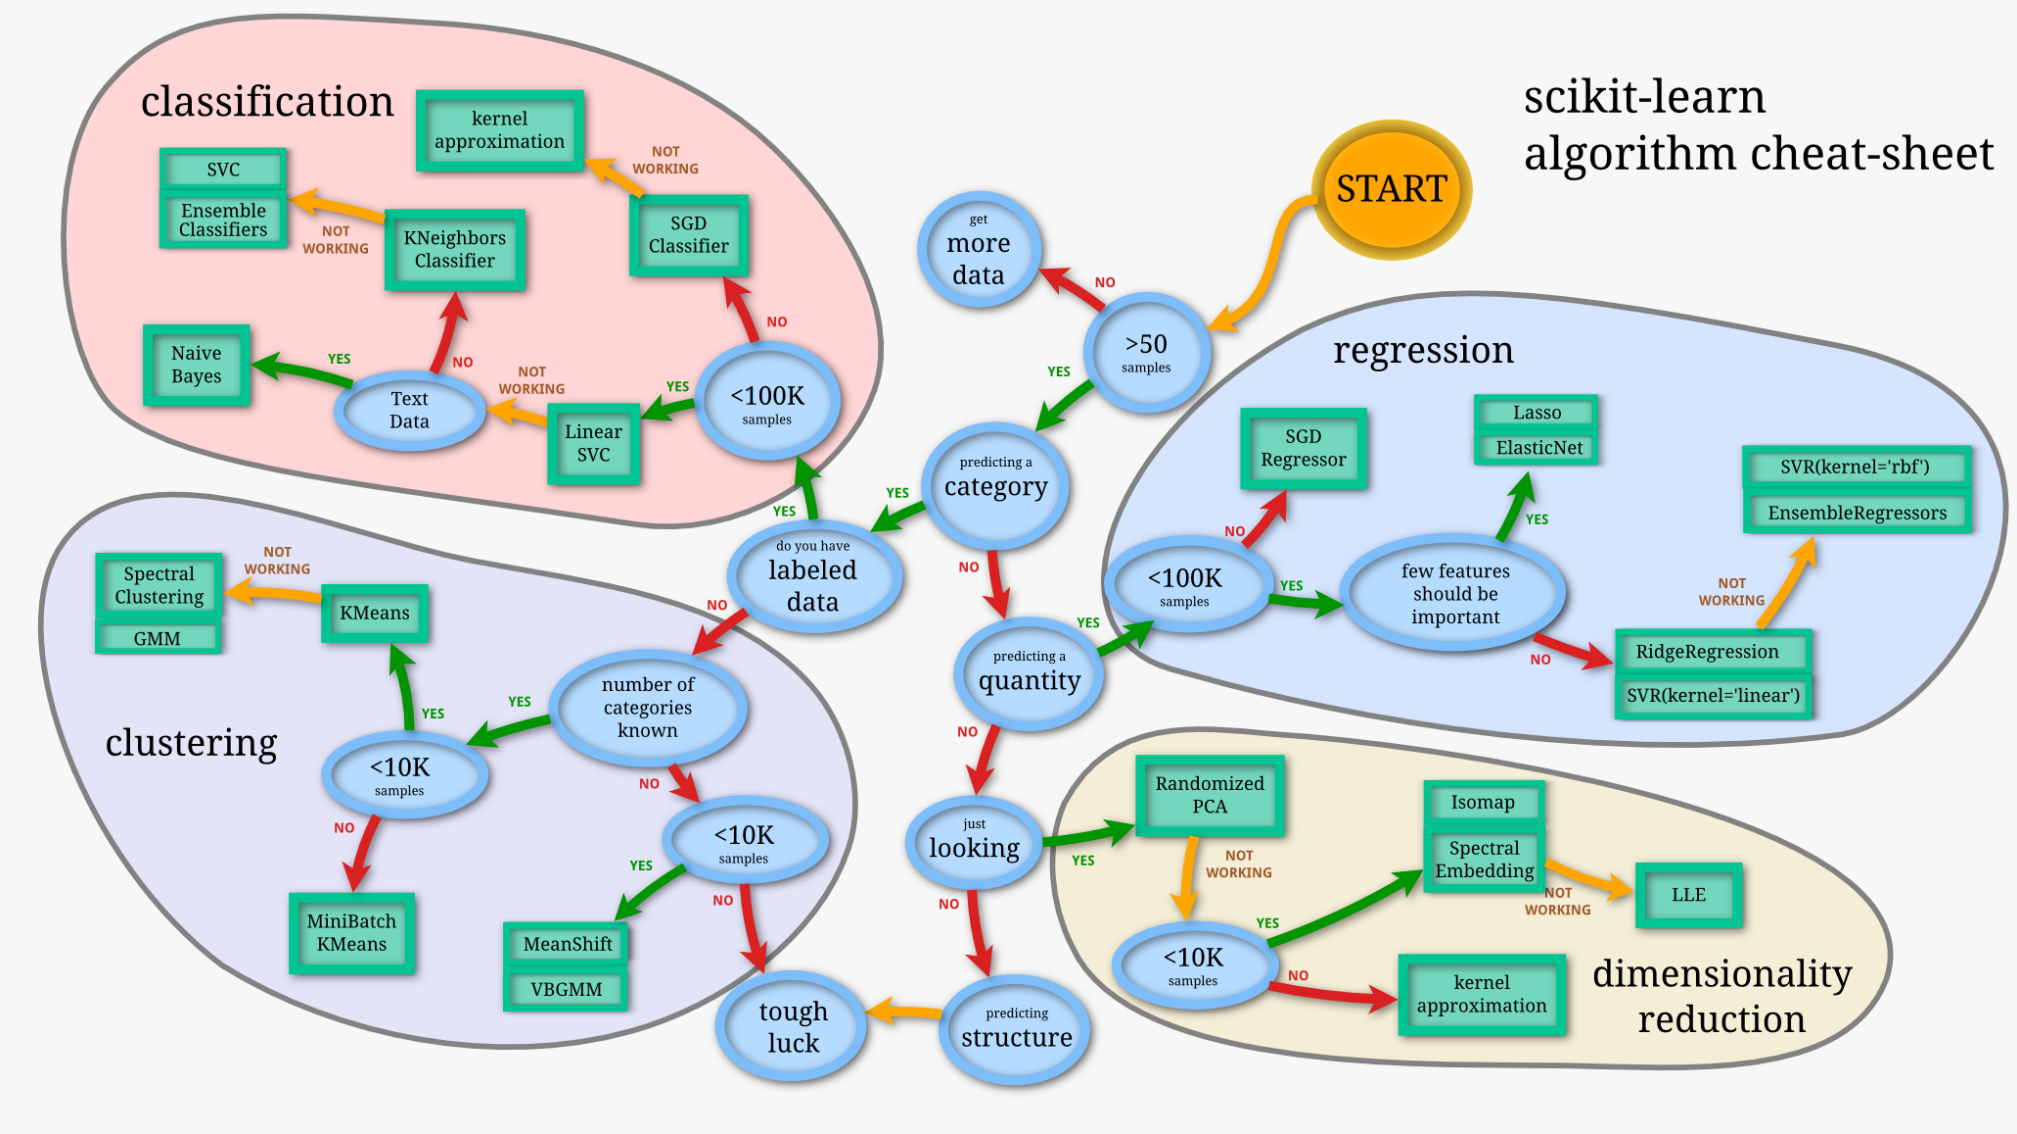 scikit-learn
algorithm cheat-sheet
START
get
more
data
NO
>50
samples
YES
predicting a
category
YES
NO
do you have
labeled
data
YES
NO
predicting a
quantity
YES
NO
just
looking
YES
NO
predicting
structure
tough
luck
classification
kernel
approximation
NOT
WORKING
SGD
Classifier
NO
<100K
samples
YES
Linear
SVC
NOT
WORKING
Text
Data
YES
Naive
Bayes
NO
KNeighbors
Classifier
NOT
WORKING
SVC
Ensemble
Classifiers
regression
<100K
samples
NO
SGD
Regressor
YES
few features
should be
important
YES
Lasso
ElasticNet
NO
RidgeRegression
SVR(kernel='linear')
NOT
WORKING
SVR(kernel='rbf')
EnsembleRegressors
clustering
number of
categories
known
YES
<10K
samples
YES
KMeans
NOT
WORKING
Spectral
Clustering
GMM
NO
MiniBatch
KMeans
NO
<10K
samples
YES
MeanShift
VBGMM
NO
dimensionality
reduction
Randomized
PCA
NOT
WORKING
<10K
samples
YES
Isomap
Spectral
Embedding
NOT
WORKING
LLE
NO
kernel
approximation